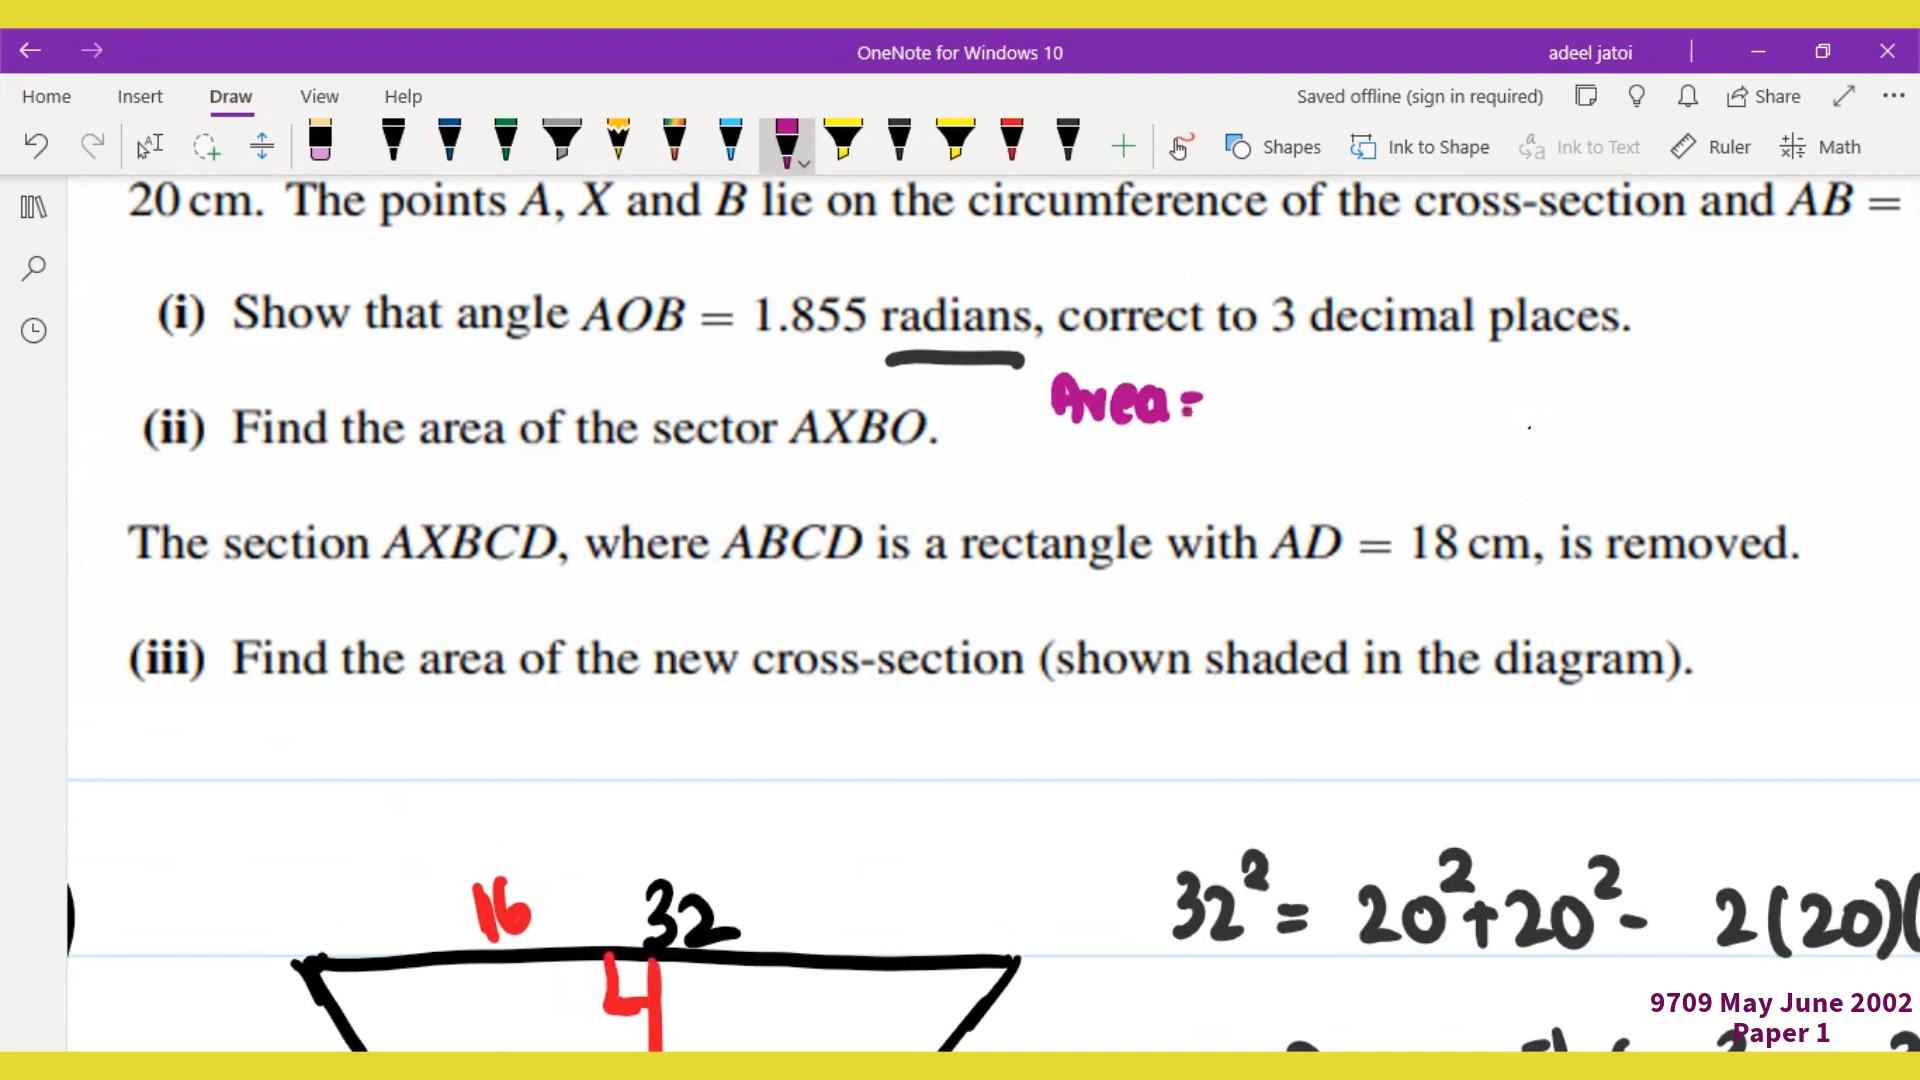 OneNote for Windows 10
adeel jatoi
Home Insert Draw View Help
Saved offline (sign in required)
Share
Shapes
Ink to Shape
Ink to Text
Ruler
Math
20 cm. The points A, X and B lie on the circumference of the cross-section and AB =
(i) Show that angle AOB = 1.855 radians, correct to 3 decimal places.
Area =
(ii) Find the area of the sector AXBO.
The section AXBCD, where ABCD is a rectangle with AD = 18 cm, is removed.
(iii) Find the area of the new cross-section (shown shaded in the diagram).
16 32
32² = 20² + 20² - 2(20)(
9709 May June 2002
Paper 1